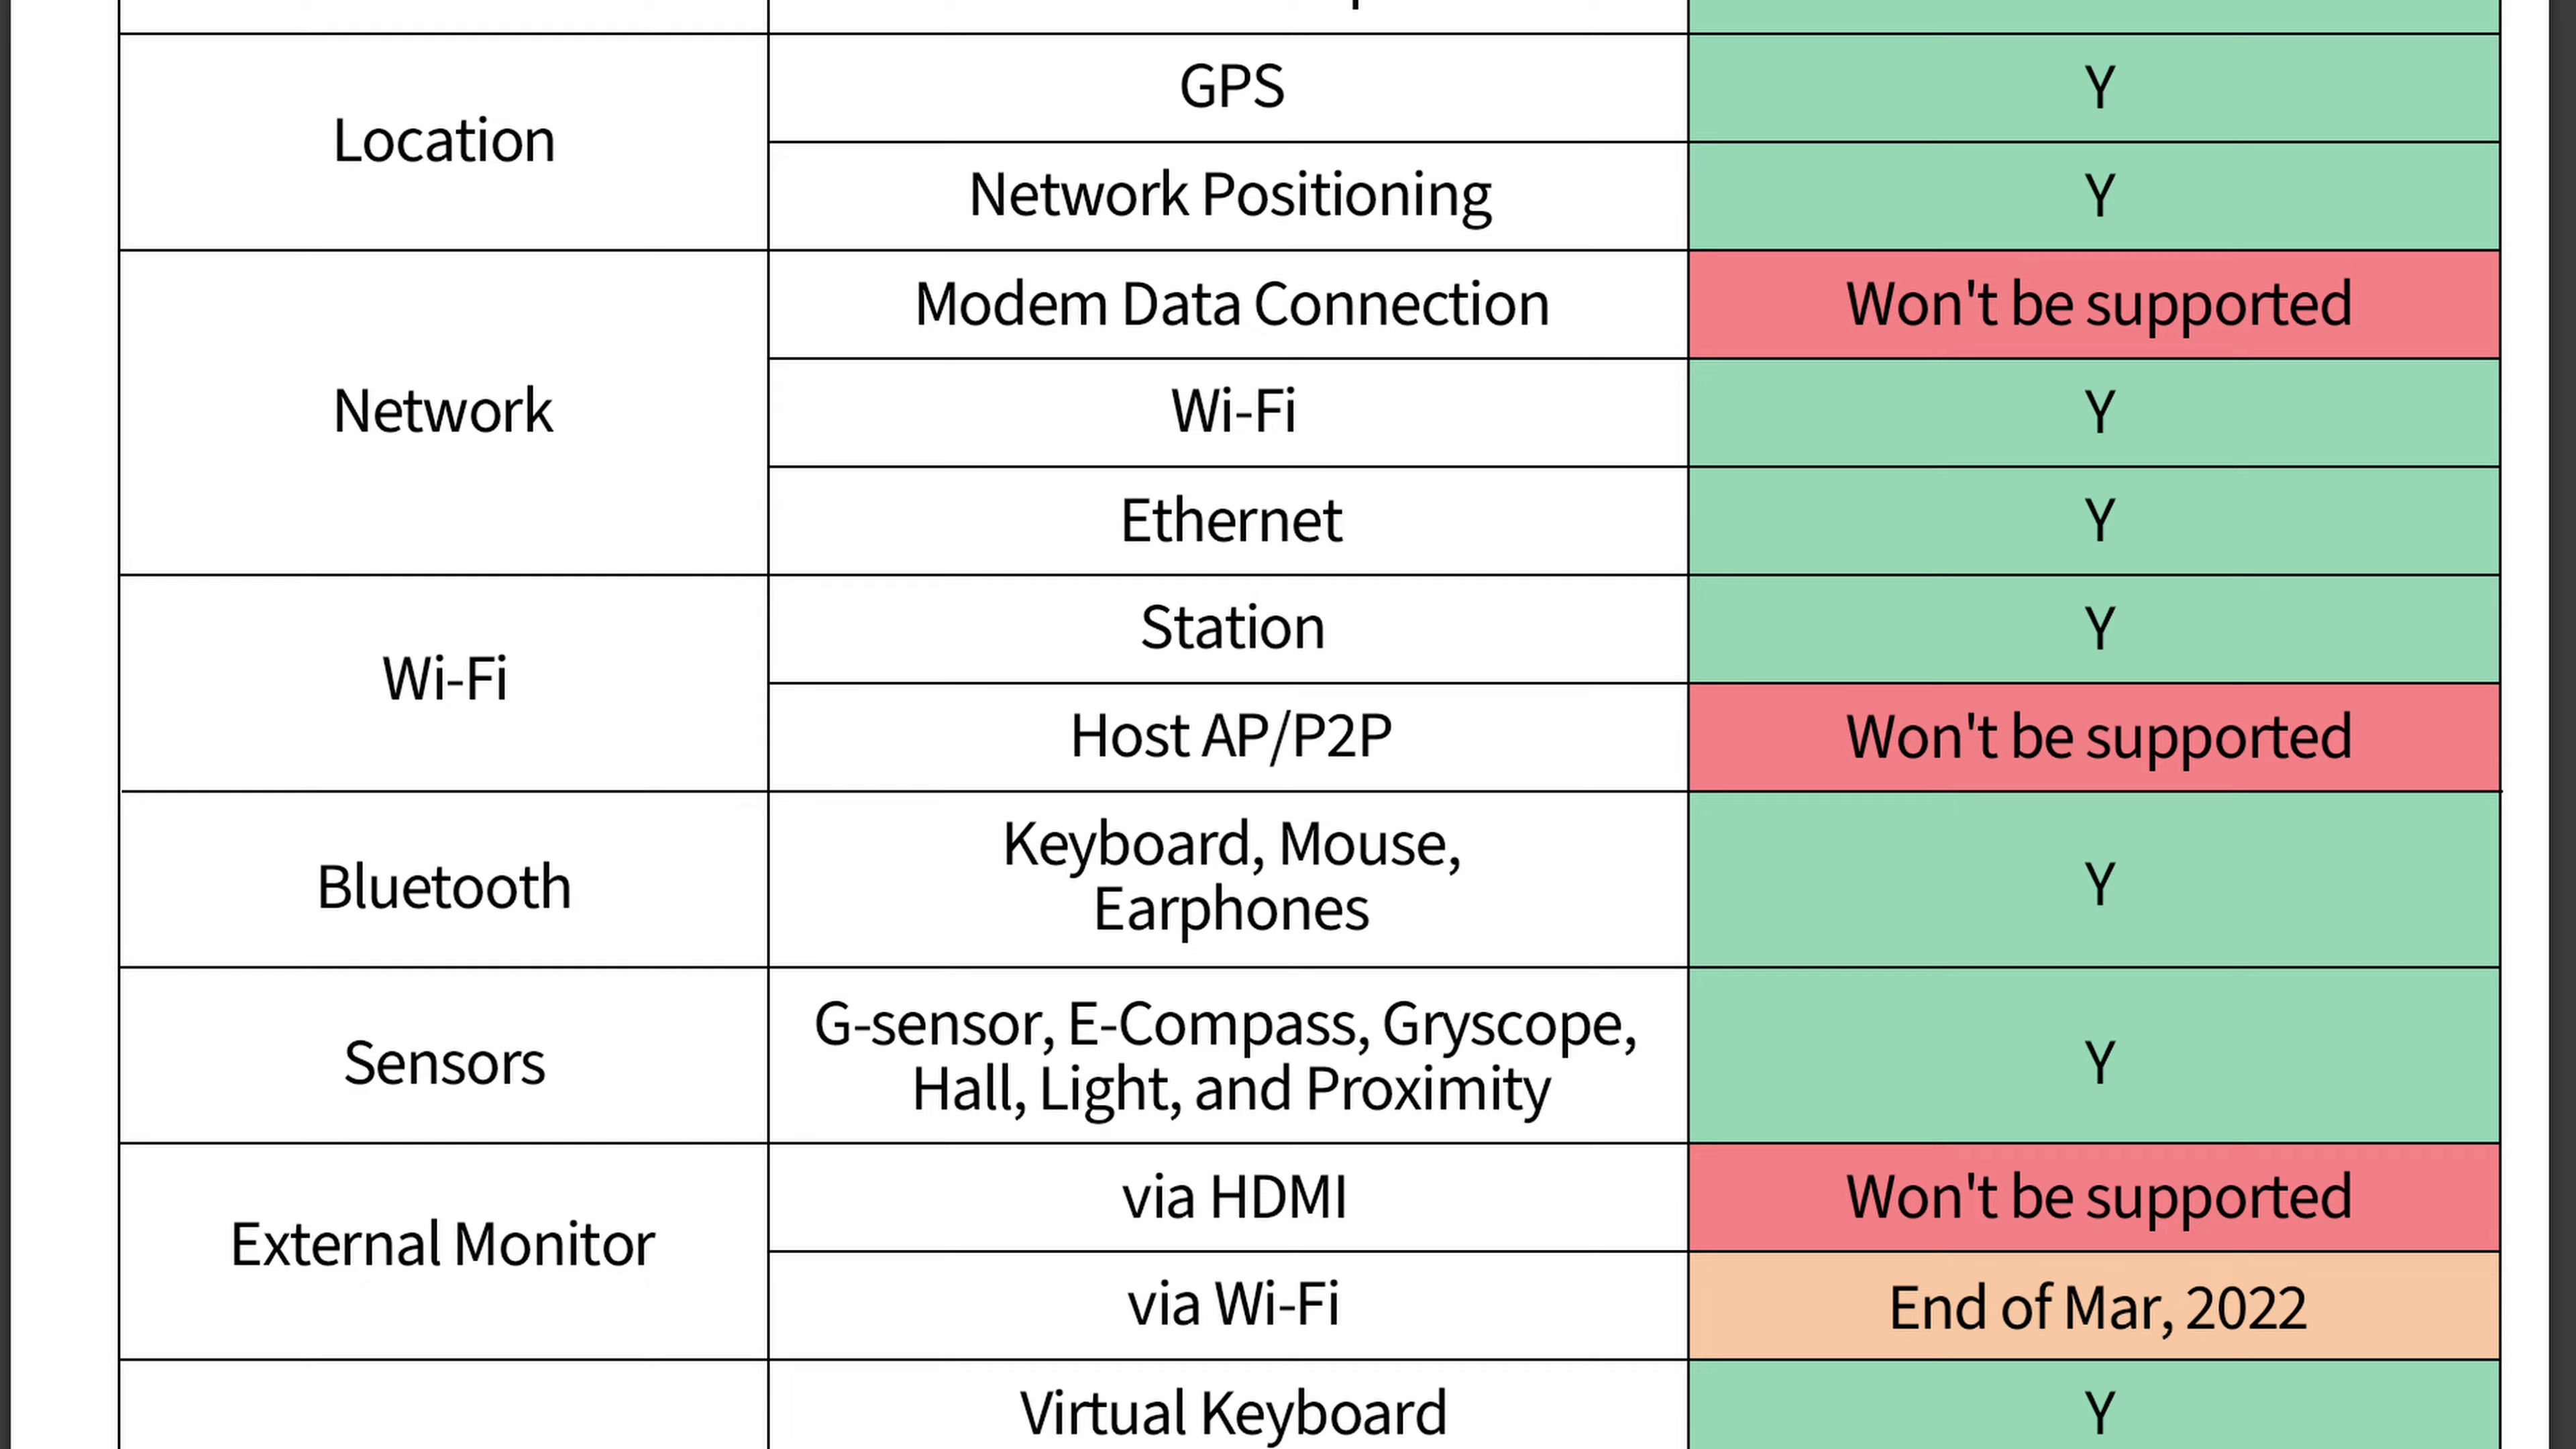 Location
GPS
Y
Network Positioning
Y
Network
Modem Data Connection
Won't be supported
Wi-Fi
Y
Ethernet
Y
Wi-Fi
Station
Y
Host AP/P2P
Won't be supported
Bluetooth
Keyboard, Mouse,
Earphones
Y
Sensors
G-sensor, E-Compass, Gryscope,
Hall, Light, and Proximity
Y
External Monitor
via HDMI
Won't be supported
via Wi-Fi
End of Mar, 2022
Virtual Keyboard
Y